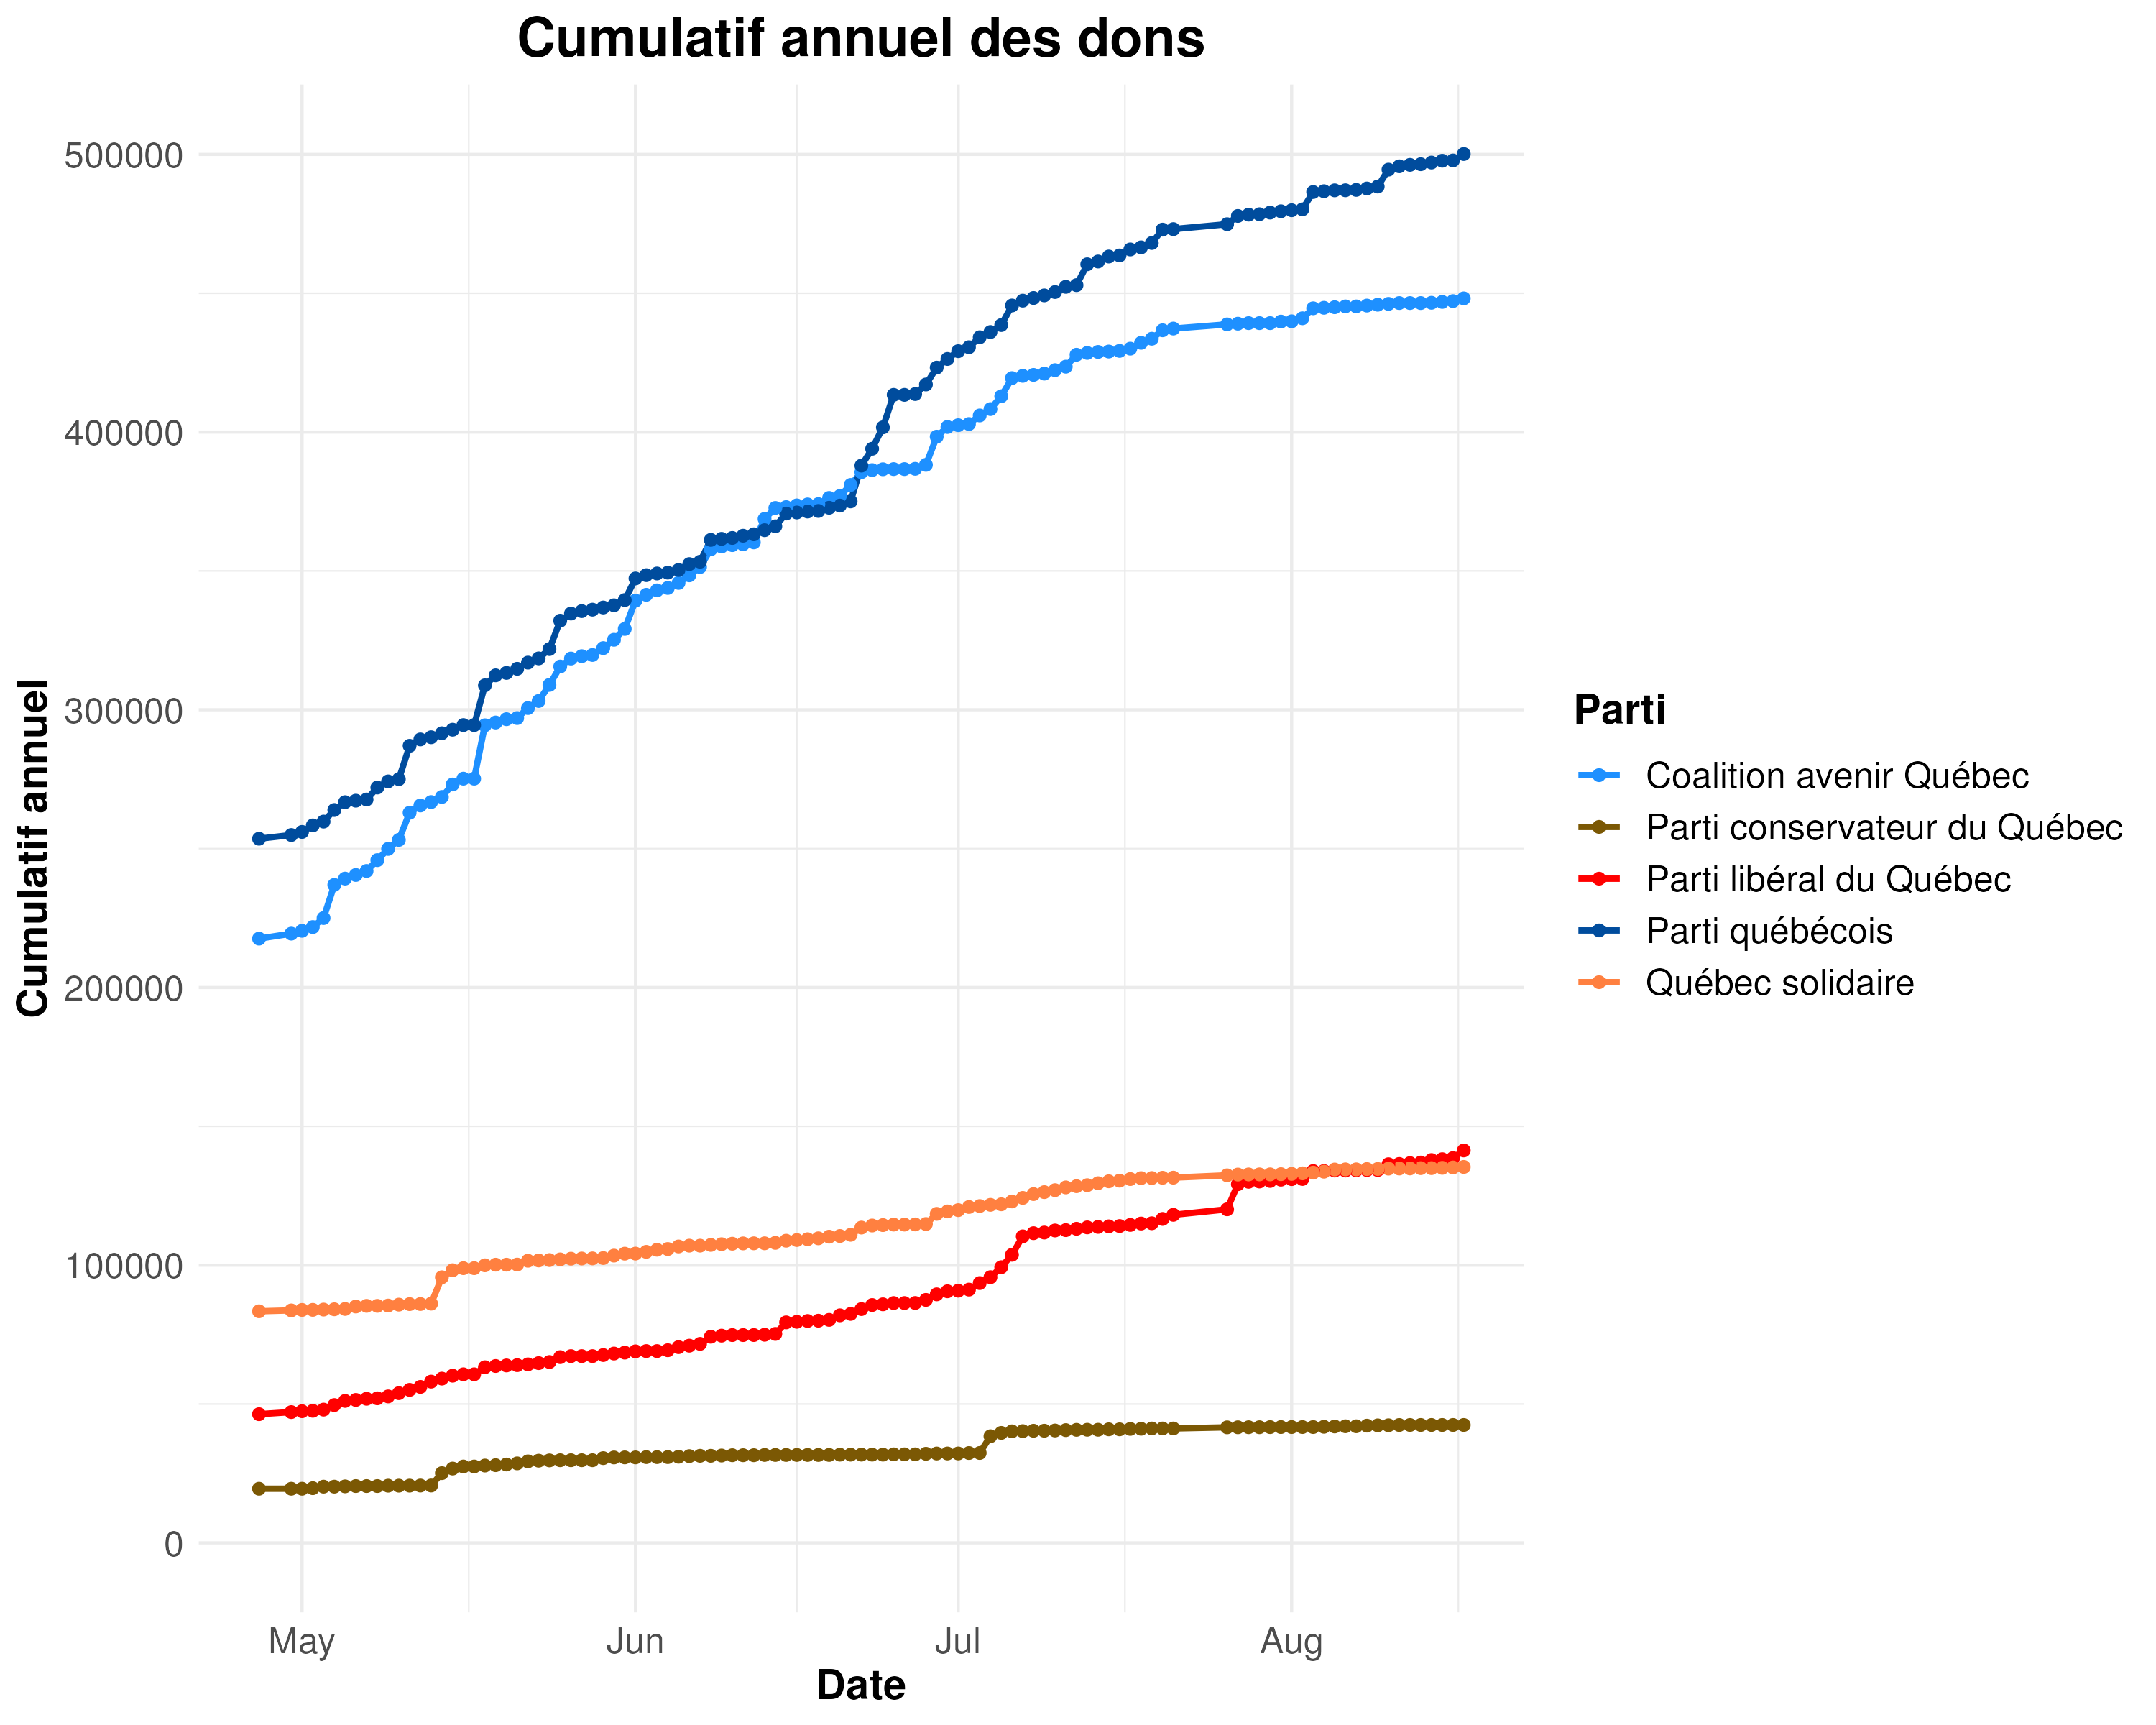 Cumulatif annuel des dons
Cumulatif annuel
500000
400000
300000
200000
100000
0
May Jun Jul Aug
Date
Parti
Coalition avenir Québec
Parti conservateur du Québec
Parti libéral du Québec
Parti québécois
Québec solidaire